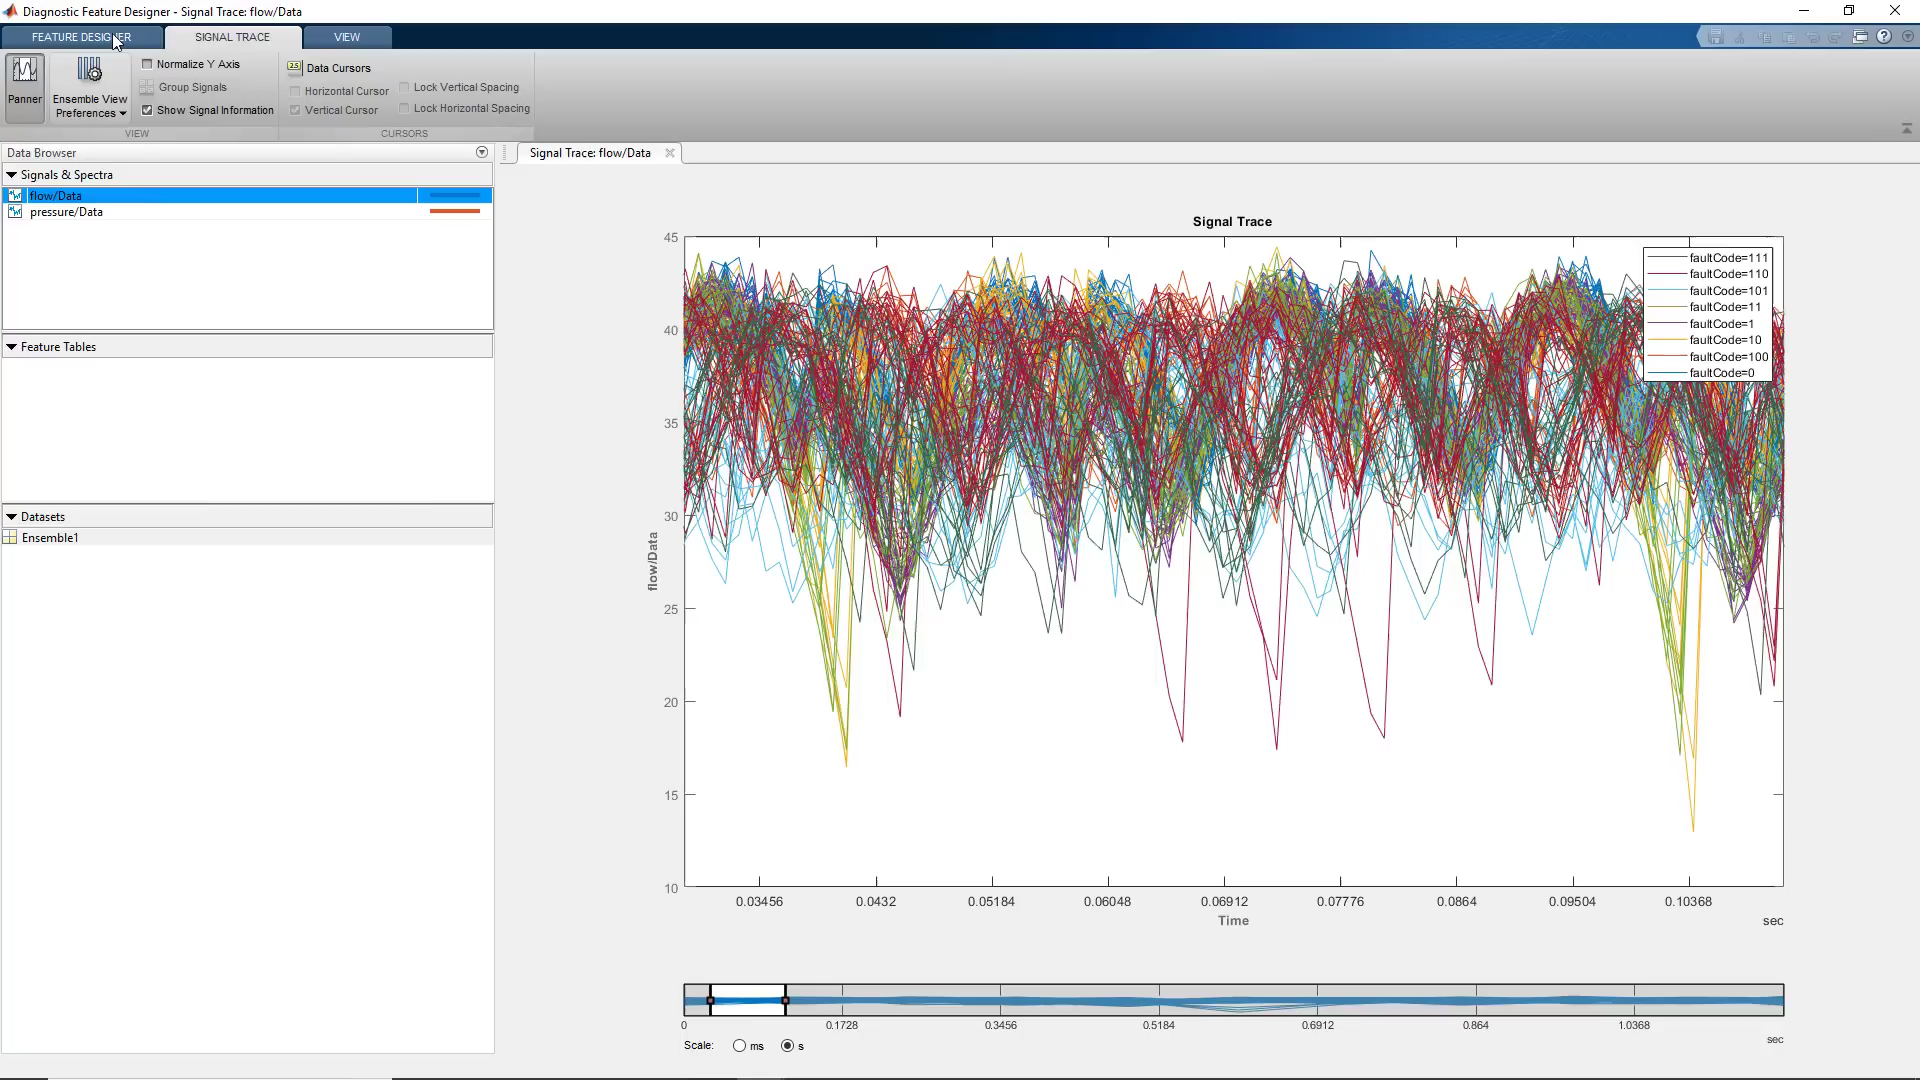 Diagnostic Feature Designer - Signal Trace: flow/Data
FEATURE DESIGNER
SIGNAL TRACE
VIEW
Panner
Ensemble View
Preferences
Normalize Y Axis
Group Signals
Show Signal Information
VIEW
Data Cursors
Horizontal Cursor
Vertical Cursor
Lock Vertical Spacing
Lock Horizontal Spacing
CURSORS
Data Browser
Signals & Spectra
flow/Data
pressure/Data
Feature Tables
Datasets
Ensemble1
Signal Trace: flow/Data
Signal Trace
45
40
35
30
25
20
15
10
flow/Data
faultCode=111
faultCode=110
faultCode=101
faultCode=11
faultCode=1
faultCode=10
faultCode=100
faultCode=0
0.03456
0.0432
0.05184
0.06048
0.06912
0.07776
0.0864
0.09504
0.10368
Time
sec
0
0.1728
0.3456
0.5184
0.6912
0.864
1.0368
sec
Scale:
ms
s